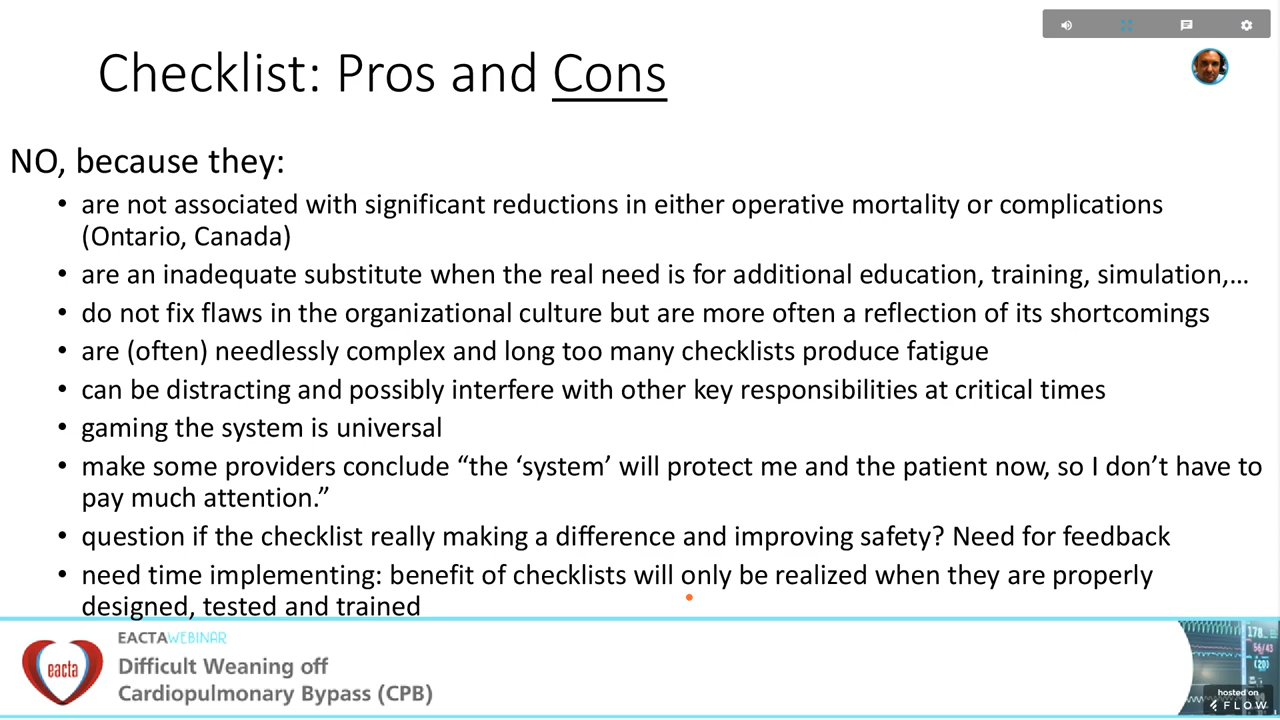 Checklist: Pros and Cons
NO, because they:
• are not associated with significant reductions in either operative mortality or complications
(Ontario, Canada)
• are an inadequate substitute when the real need is for additional education, training, simulation,…
• do not fix flaws in the organizational culture but are more often a reflection of its shortcomings
• are (often) needlessly complex and long too many checklists produce fatigue
• can be distracting and possibly interfere with other key responsibilities at critical times
• gaming the system is universal
• make some providers conclude “the ‘system’ will protect me and the patient now, so I don’t have to
pay much attention.”
• question if the checklist really making a difference and improving safety? Need for feedback
• need time implementing: benefit of checklists will only be realized when they are properly
designed, tested and trained
EACTAWEBINAR
eacta
Difficult Weaning off
Cardiopulmonary Bypass (CPB)
178
56/43
(20)
hosted on
FLOW